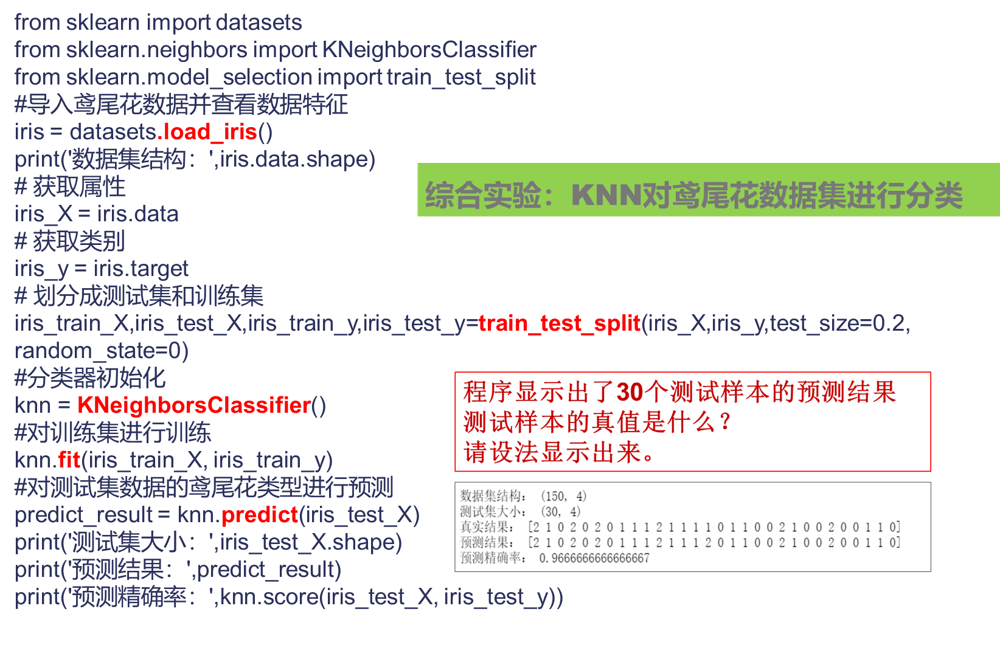 from sklearn import datasets
from sklearn.neighbors import KNeighborsClassifier
from sklearn.model_selection import train_test_split
#导入鸢尾花数据并查看数据特征
iris = datasets.load_iris()
print('数据集结构：',iris.data.shape)
# 获取属性
iris_X = iris.data
# 获取类别
iris_y = iris.target
# 划分成测试集和训练集
iris_train_X,iris_test_X,iris_train_y,iris_test_y=train_test_split(iris_X,iris_y,test_size=0.2,
random_state=0)
#分类器初始化
knn = KNeighborsClassifier()
#对训练集进行训练
knn.fit(iris_train_X, iris_train_y)
#对测试集数据的鸢尾花类型进行预测
predict_result = knn.predict(iris_test_X)
print('测试集大小：',iris_test_X.shape)
print('预测结果：',predict_result)
print('预测精确率：',knn.score(iris_test_X, iris_test_y))
综合实验：KNN对鸢尾花数据集进行分类
程序显示出了30个测试样本的预测结果
测试样本的真值是什么？
请设法显示出来。
数据集结构： (150, 4)
测试集大小： (30, 4)
真实结果： [2 1 0 2 0 2 0 1 1 1 2 1 1 1 1 0 1 1 0 0 2 1 0 0 2 0 0 1 1 0]
预测结果： [2 1 0 2 0 2 0 1 1 1 2 1 1 1 2 0 1 1 0 0 2 1 0 0 2 0 0 1 1 0]
预测精确率： 0.9666666666666667